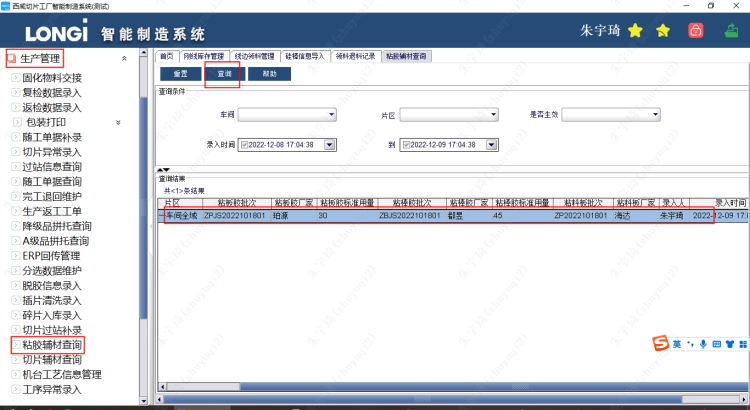 西咸切片工厂智能制造系统(测试)
LONGi 智能制造系统
朱宇琦
生产管理
固化物料交接
复检数据录入
返检数据录入
包装打印
随工单据补录
切片异常录入
过站信息查询
随工单据查询
完工退回维护
生产返工工单
降级品拼托查询
A级品拼托查询
ERP回传管理
分选数据维护
脱胶信息录入
插片清洗录入
碎片入库录入
切片过站补录
粘胶辅材查询
切片辅材查询
机台工艺信息管理
工序异常录入
首页 刚线库存管理 线边领料管理 硅棒信息导入 领料退料记录 粘胶辅材查询
重置 查询 帮助
查询条件
车间 片区 是否生效
录入时间 2022-12-08 17:04:38 到 2022-12-09 17:04:38
查询结果
共<1>条结果
片区 粘板胶批次 粘板胶厂家 粘板胶标准用量 粘棒胶批次 粘棒胶厂家 粘棒胶标准用量 粘料板批次 粘料板厂家 录入人 录入时间
车间全域 ZPJS2022101801 珀源 30 ZBJS2022101801 都昱 45 ZP2022101801 海达 朱宇琦 2022-12-09 17:0
英